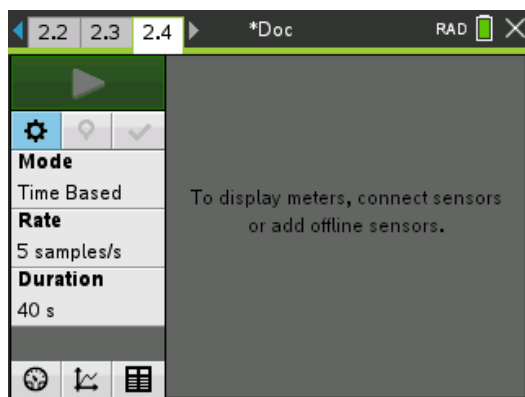 2.2 2.3 2.4 *Doc RAD
Mode
Time Based
Rate
5 samples/s
Duration
40 s
To display meters, connect sensors
or add offline sensors.